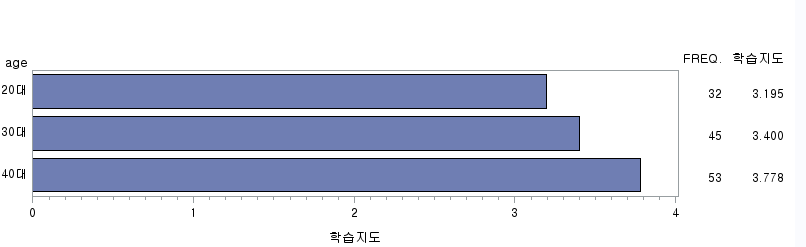 age FREQ. 학습지도
20대 32 3.195
30대 45 3.400
40대 53 3.778
0 1 2 3 4
학습지도